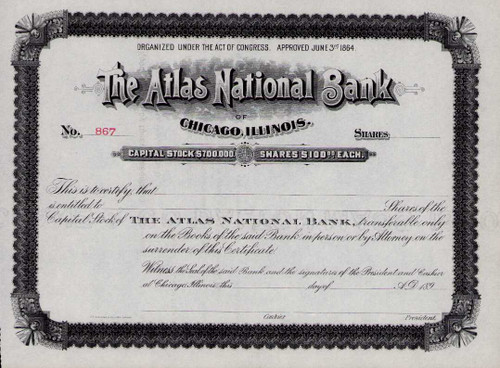 ORGANIZED UNDER THE ACT OF CONGRESS. APPROVED JUNE 3rd 1864
The Atlas National Bank
OF
CHICAGO, ILLINOIS.
No. 867 SHARES
CAPITAL STOCK $700.000. SHARES $100.00 EACH.
This is to certify, that
is entitled to Shares of the
Capital Stock of THE ATLAS NATIONAL BANK, transferable only
on the Books of the said Bank in person or by Attorney, on the
surrender of this Certificate.
Witness the Seal of the said Bank and the signatures of the President and Cashier
at Chicago, Illinois, this day of A.D. 189
Cashier President.